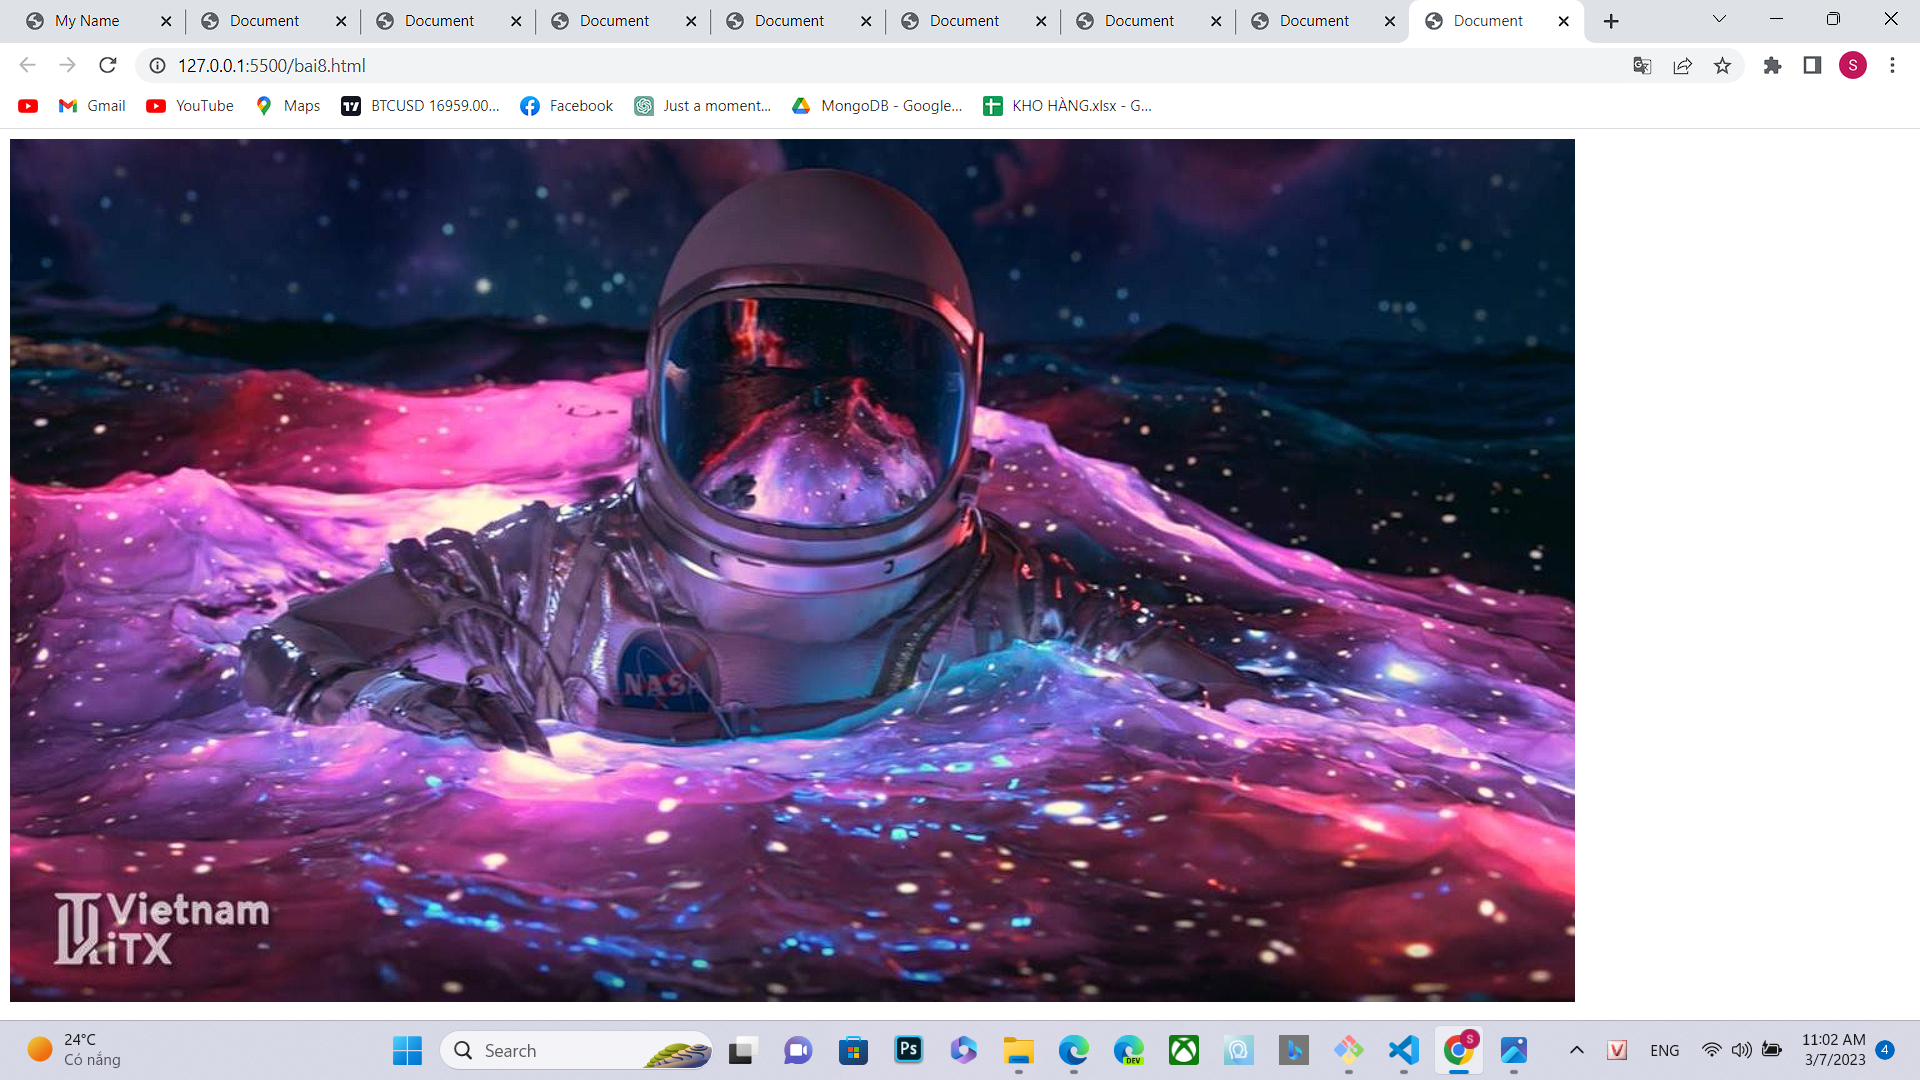 My Name
Document
Document
Document
Document
Document
Document
Document
Document
127.0.0.1:5500/bai8.html
S
Gmail
YouTube
Maps
BTCUSD 16959.00...
Facebook
Just a moment...
MongoDB - Google...
KHO HÀNG.xlsx - G...
NASA
Vietnam
iTX
24°C
Có nắng
Search
Ps
DEV
S
V
ENG
11:02 AM
3/7/2023
4